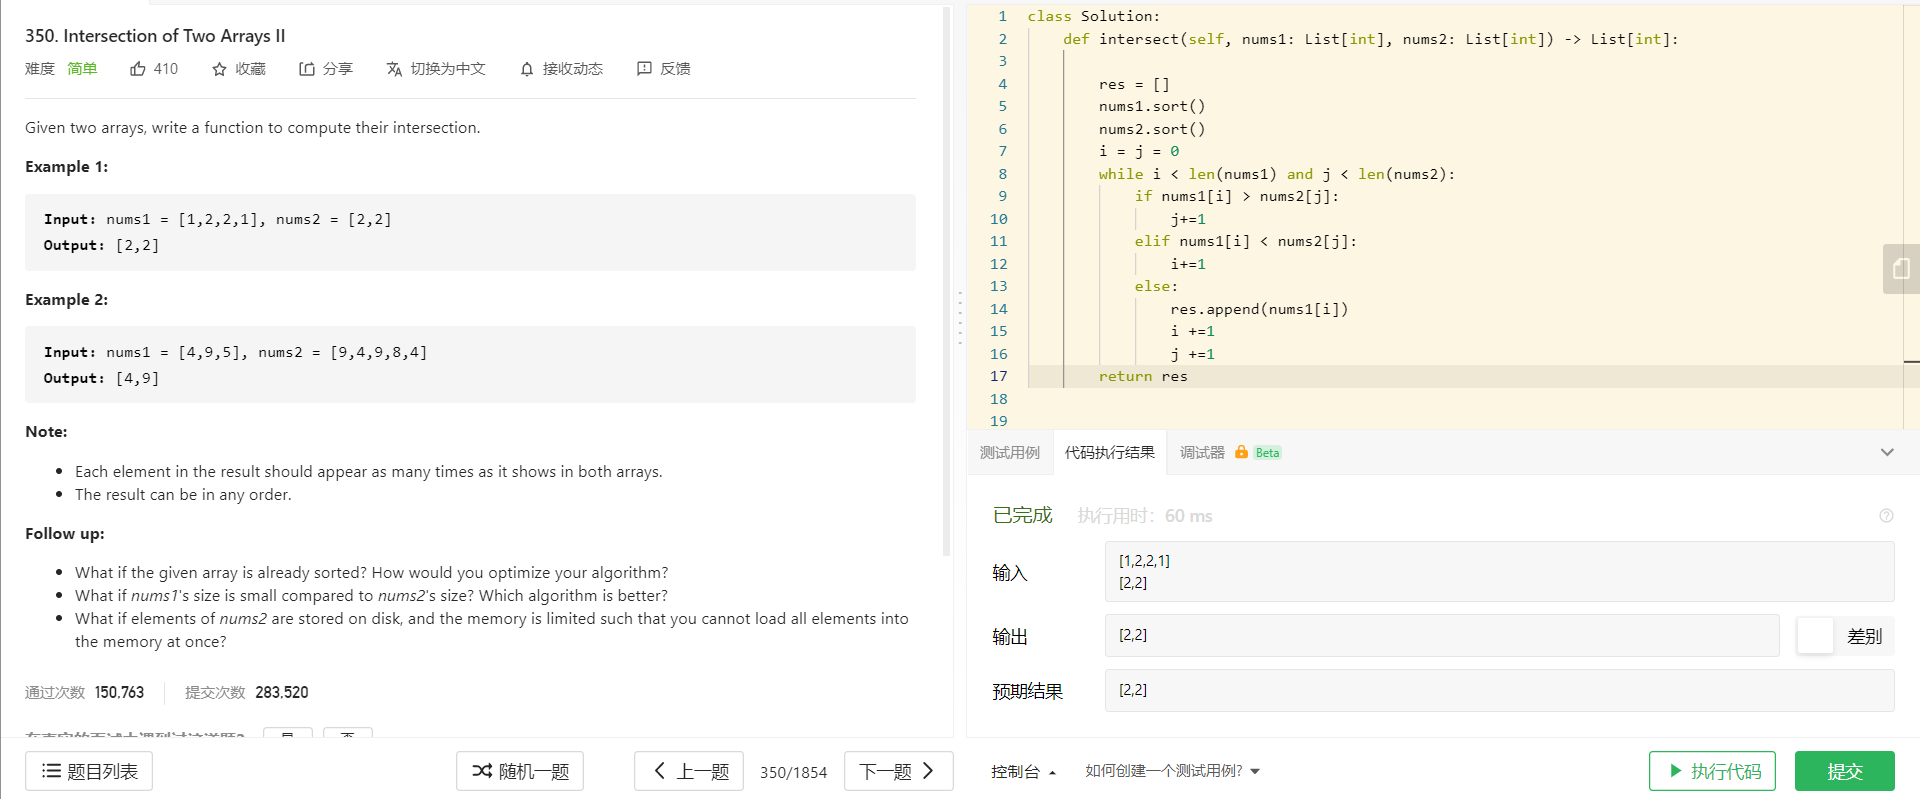 350. Intersection of Two Arrays II
难度 简单 410 收藏 分享 切换为中文 接收动态 反馈
Given two arrays, write a function to compute their intersection.
Example 1:
Input: nums1 = [1,2,2,1], nums2 = [2,2]
Output: [2,2]
Example 2:
Input: nums1 = [4,9,5], nums2 = [9,4,9,8,4]
Output: [4,9]
Note:
Each element in the result should appear as many times as it shows in both arrays.
The result can be in any order.
Follow up:
What if the given array is already sorted? How would you optimize your algorithm?
What if nums1's size is small compared to nums2's size? Which algorithm is better?
What if elements of nums2 are stored on disk, and the memory is limited such that you cannot load all elements into
the memory at once?
通过次数 150,763 提交次数 283,520
题目列表 随机一题 上一题 350/1854 下一题
1 class Solution:
2     def intersect(self, nums1: List[int], nums2: List[int]) -> List[int]:
3
4         res = []
5         nums1.sort()
6         nums2.sort()
7         i = j = 0
8         while i < len(nums1) and j < len(nums2):
9             if nums1[i] > nums2[j]:
10                 j+=1
11             elif nums1[i] < nums2[j]:
12                 i+=1
13             else:
14                 res.append(nums1[i])
15                 i +=1
16                 j +=1
17         return res
18
19
测试用例 代码执行结果 调试器 Beta
已完成 执行用时: 60 ms
输入
[1,2,2,1]
[2,2]
输出 [2,2] 差别
预期结果 [2,2]
控制台 如何创建一个测试用例? 执行代码 提交